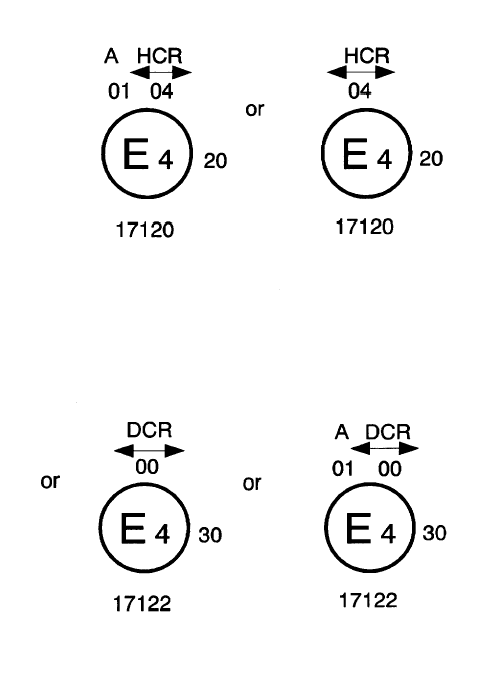 A HCR
01 04
E 4 20
17120
or
HCR
04
E 4 20
17120
or
DCR
00
E 4 30
17122
or
A DCR
01 00
E 4 30
17122